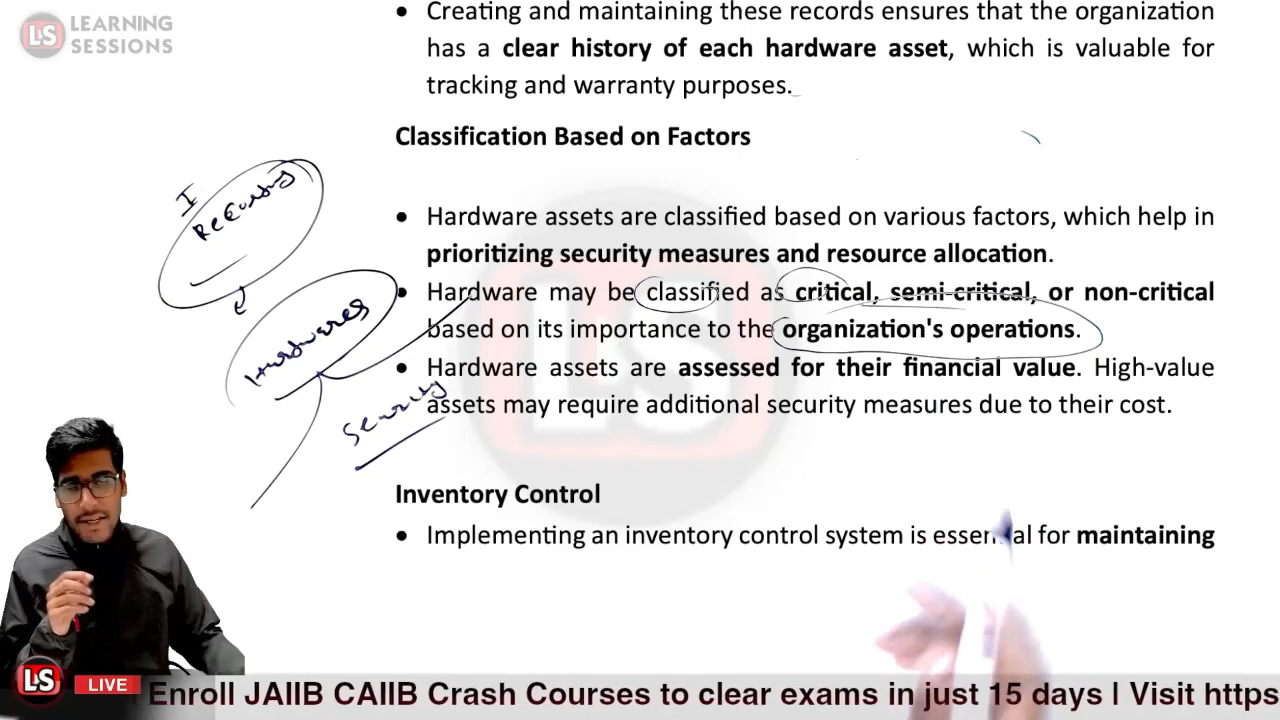 LS LEARNING
SESSIONS
• Creating and maintaining these records ensures that the organization
has a clear history of each hardware asset, which is valuable for
tracking and warranty purposes.
Classification Based on Factors
• Hardware assets are classified based on various factors, which help in
prioritizing security measures and resource allocation.
• Hardware may be classified as critical, semi-critical, or non-critical
based on its importance to the organization's operations.
• Hardware assets are assessed for their financial value. High-value
assets may require additional security measures due to their cost.
I
Hardwares
Security
Inventory Control
• Implementing an inventory control system is essential for maintaining
LS LIVE Enroll JAIIB CAIIB Crash Courses to clear exams in just 15 days | Visit https